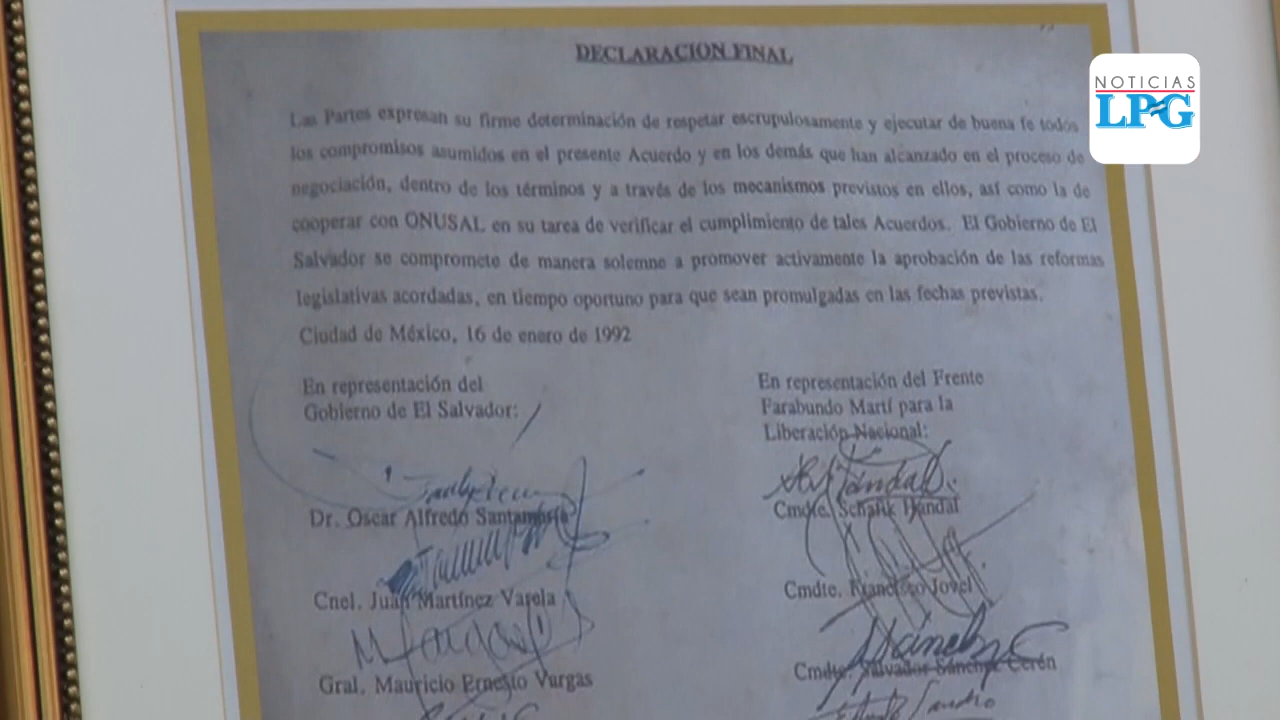 DECLARACION FINAL
Las Partes expresan su firme determinación de respetar escrupulosamente y ejecutar de buena fe todos
los compromisos asumidos en el presente Acuerdo y en los demás que han alcanzado en el proceso de
negociación, dentro de los términos y a través de los mecanismos previstos en ellos, así como la de
cooperar con ONUSAL en su tarea de verificar el cumplimiento de tales Acuerdos. El Gobierno de El
Salvador se compromete de manera solemne a promover activamente la aprobación de las reformas
legislativas acordadas, en tiempo oportuno para que sean promulgadas en las fechas previstas.
Ciudad de México, 16 de enero de 1992
En representación del
Gobierno de El Salvador:
Dr. Oscar Alfredo Santamaría
Cnel. Juan Martínez Varela
Gral. Mauricio Ernesto Vargas
En representación del Frente
Farabundo Martí para la
Liberación Nacional:
Cmdte. Schafik Handal
Cmdte. Francisco Jovel
Cmdte. Salvador Sánchez Cerén
NOTICIAS
LPG